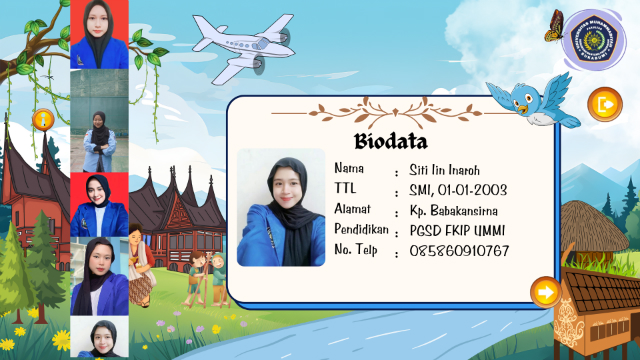 Biodata
Nama : Siti Iin Inaroh
TTL : SMI, 01-01-2003
Alamat : Kp. Babakansirna
Pendidikan : PGSD FKIP UMMI
No. Telp : 085860910767